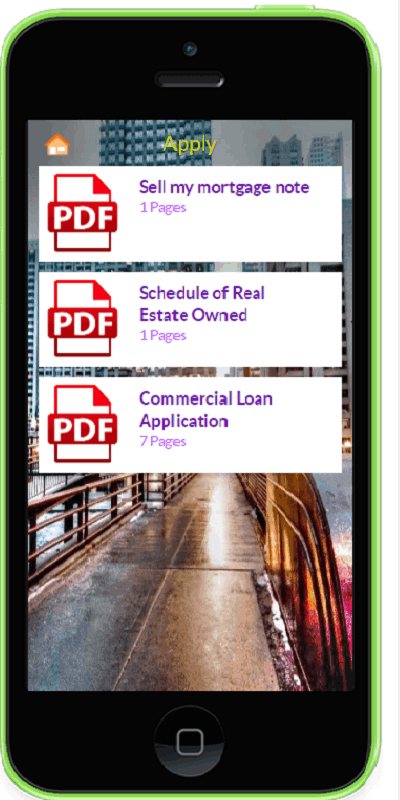 Apply
PDF
Sell my mortgage note
1 Pages
PDF
Schedule of Real
Estate Owned
1 Pages
PDF
Commercial Loan
Application
7 Pages